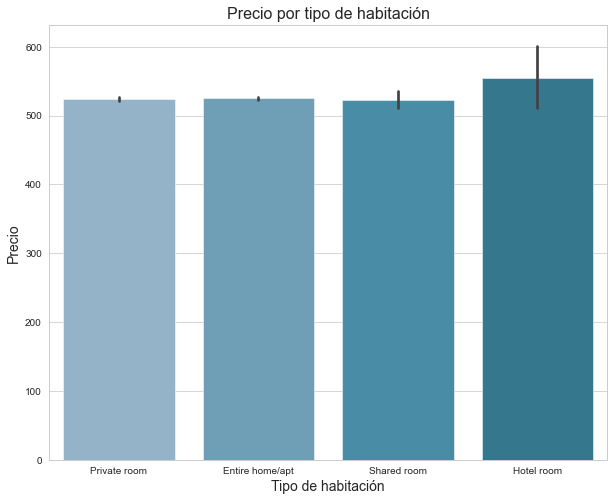 Precio por tipo de habitación
600
500
400
300
200
100
0
Precio
Private room
Entire home/apt
Shared room
Hotel room
Tipo de habitación